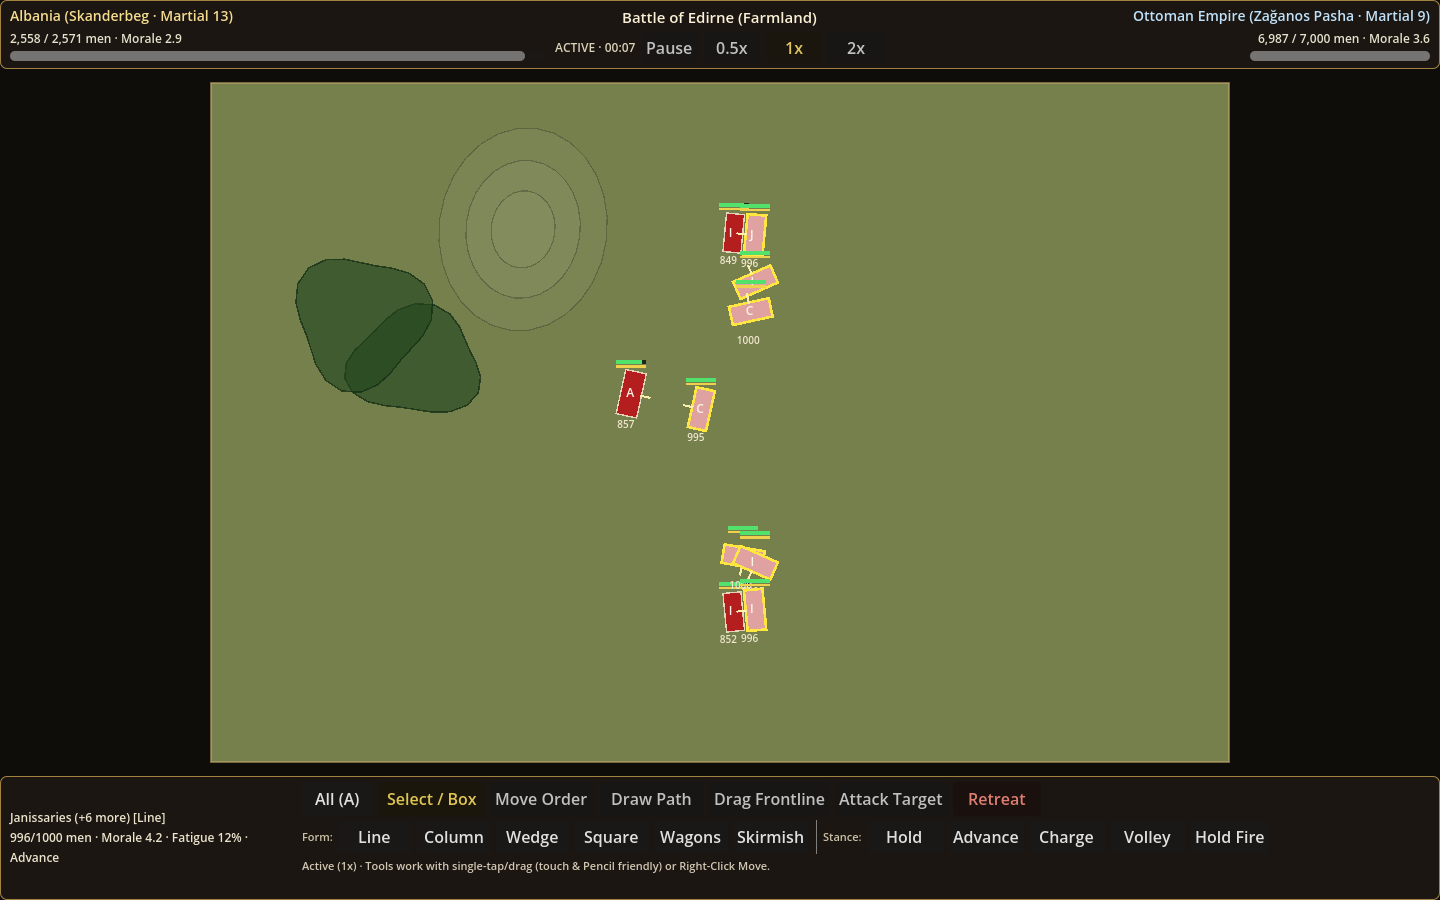 Albania (Skanderbeg · Martial 13)
2,558 / 2,571 men · Morale 2.9
Battle of Edirne (Farmland)
ACTIVE · 00:07 Pause 0.5x 1x 2x
Ottoman Empire (Zağanos Pasha · Martial 9)
6,987 / 7,000 men · Morale 3.6
I J
849 996
C
1000
A
857
C
995
I
I I
852 996
Janissaries (+6 more) [Line]
996/1000 men · Morale 4.2 · Fatigue 12% ·
Advance
All (A) Select / Box Move Order Draw Path Drag Frontline Attack Target Retreat
Form: Line Column Wedge Square Wagons Skirmish Stance: Hold Advance Charge Volley Hold Fire
Active (1x) · Tools work with single-tap/drag (touch & Pencil friendly) or Right-Click Move.